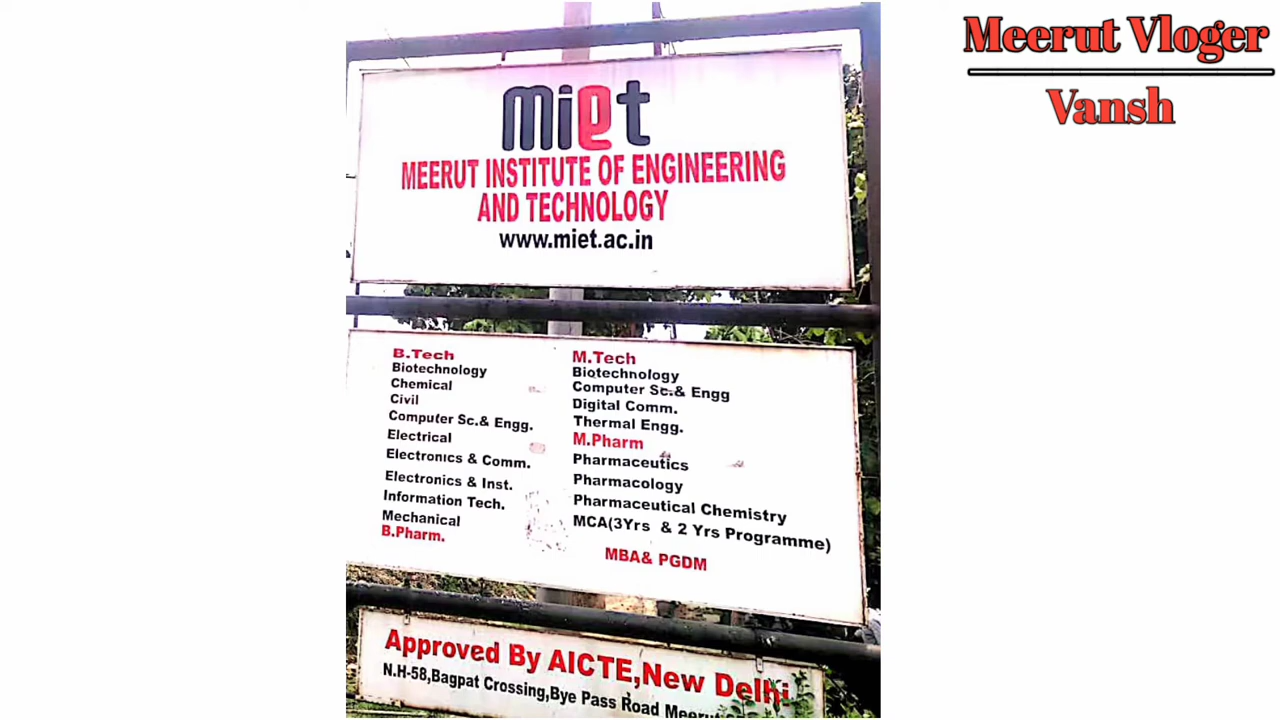 Meerut Vloger
Vansh
miet
MEERUT INSTITUTE OF ENGINEERING
AND TECHNOLOGY
www.miet.ac.in
B.Tech
Biotechnology
Chemical
Civil
Computer Sc.& Engg.
Electrical
Electronics & Comm.
Electronics & Inst.
Information Tech.
Mechanical
B.Pharm.
M.Tech
Biotechnology
Computer Sc.& Engg
Digital Comm.
Thermal Engg.
M.Pharm
Pharmaceutics
Pharmacology
Pharmaceutical Chemistry
MCA(3Yrs & 2 Yrs Programme)
MBA& PGDM
Approved By AICTE,New Delhi
N.H-58,Bagpat Crossing,Bye Pass Road Meerut